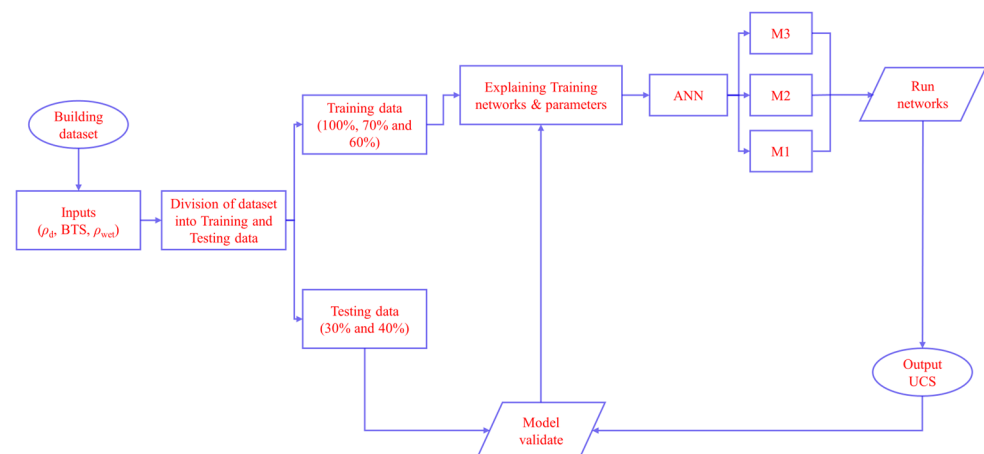 Building
dataset
Inputs
(ρd, BTS, ρwet)
Division of dataset
into Training and
Testing data
Training data
(100%, 70% and
60%)
Testing data
(30% and 40%)
Explaining Training
networks & parameters
ANN
M3
M2
M1
Run
networks
Output
UCS
Model
validate